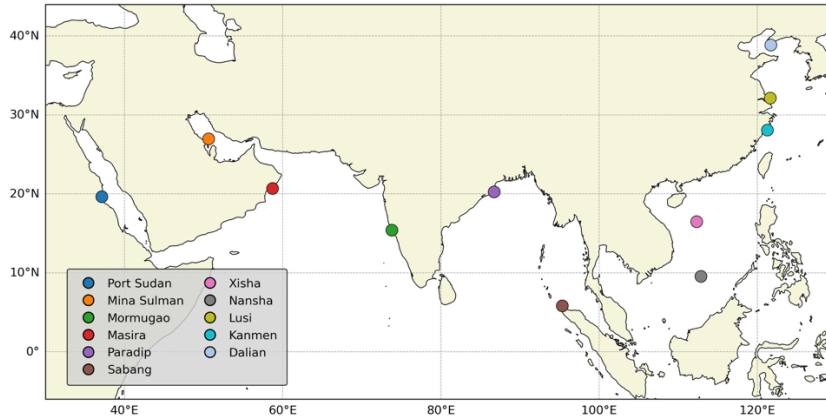 40°N
30°N
20°N
10°N
0°
40°E
60°E
80°E
100°E
120°E
Port Sudan
Mina Sulman
Mormugao
Masira
Paradip
Sabang
Xisha
Nansha
Lusi
Kanmen
Dalian